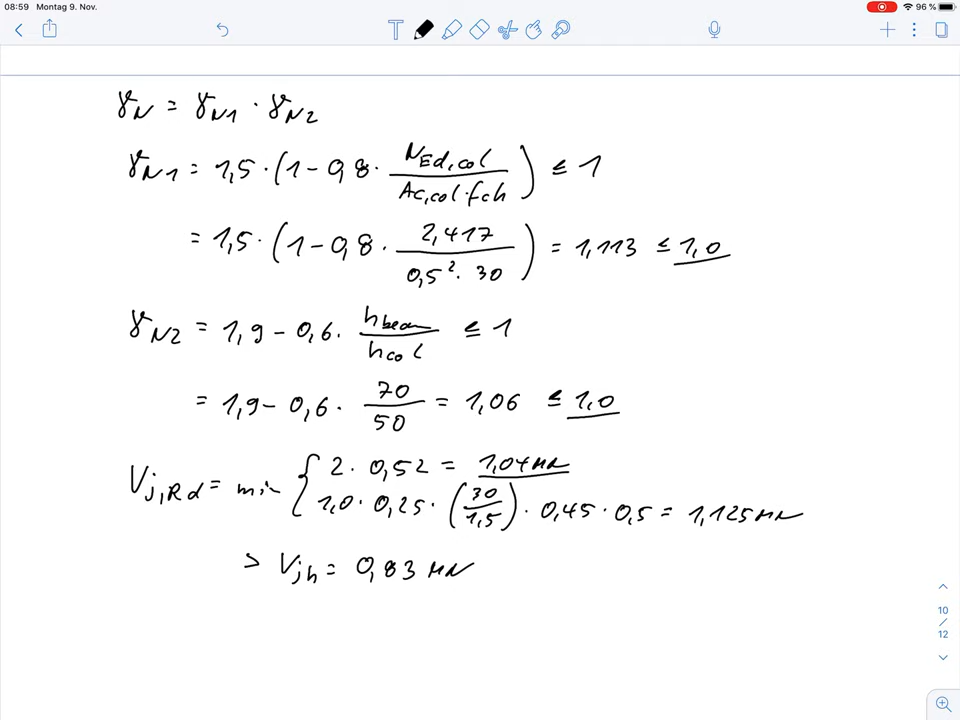 08:59 Montag 9. Nov. 96 %
γN = γN1 · γN2
γN1 = 1,5 · (1 - 0,8 · NEd,col / Ac,col · fck) ≤ 1
= 1,5 · (1 - 0,8 · 2,417 / 0,5² · 30) = 1,113 ≤ 1,0
γN2 = 1,9 - 0,6 · hbeam / hcol ≤ 1
= 1,9 - 0,6 · 70 / 50 = 1,06 ≤ 1,0
Vj,Rd = min { 2 · 0,52 = 1,04 MN
1,0 · 0,25 · (30 / 1,5) · 0,45 · 0,5 = 1,125 MN
> Vjh = 0,83 MN
10
/
12